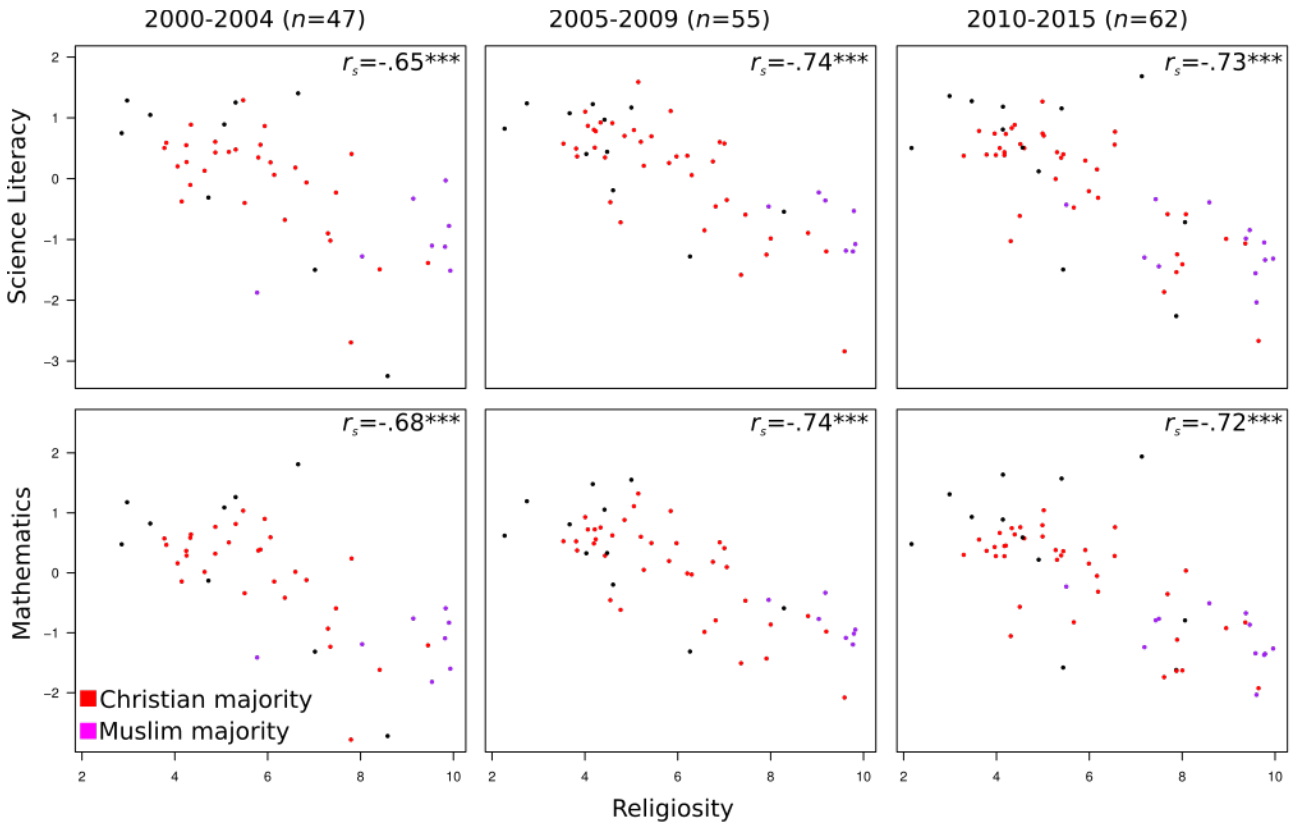 2000-2004 (n=47)
2005-2009 (n=55)
2010-2015 (n=62)
Science Literacy
2
1
0
−1
−2
−3
rs=-.65***
rs=-.74***
rs=-.73***
Mathematics
2
1
0
−1
−2
rs=-.68***
rs=-.74***
rs=-.72***
Christian majority
Muslim majority
2 4 6 8 10
2 4 6 8 10
2 4 6 8 10
Religiosity